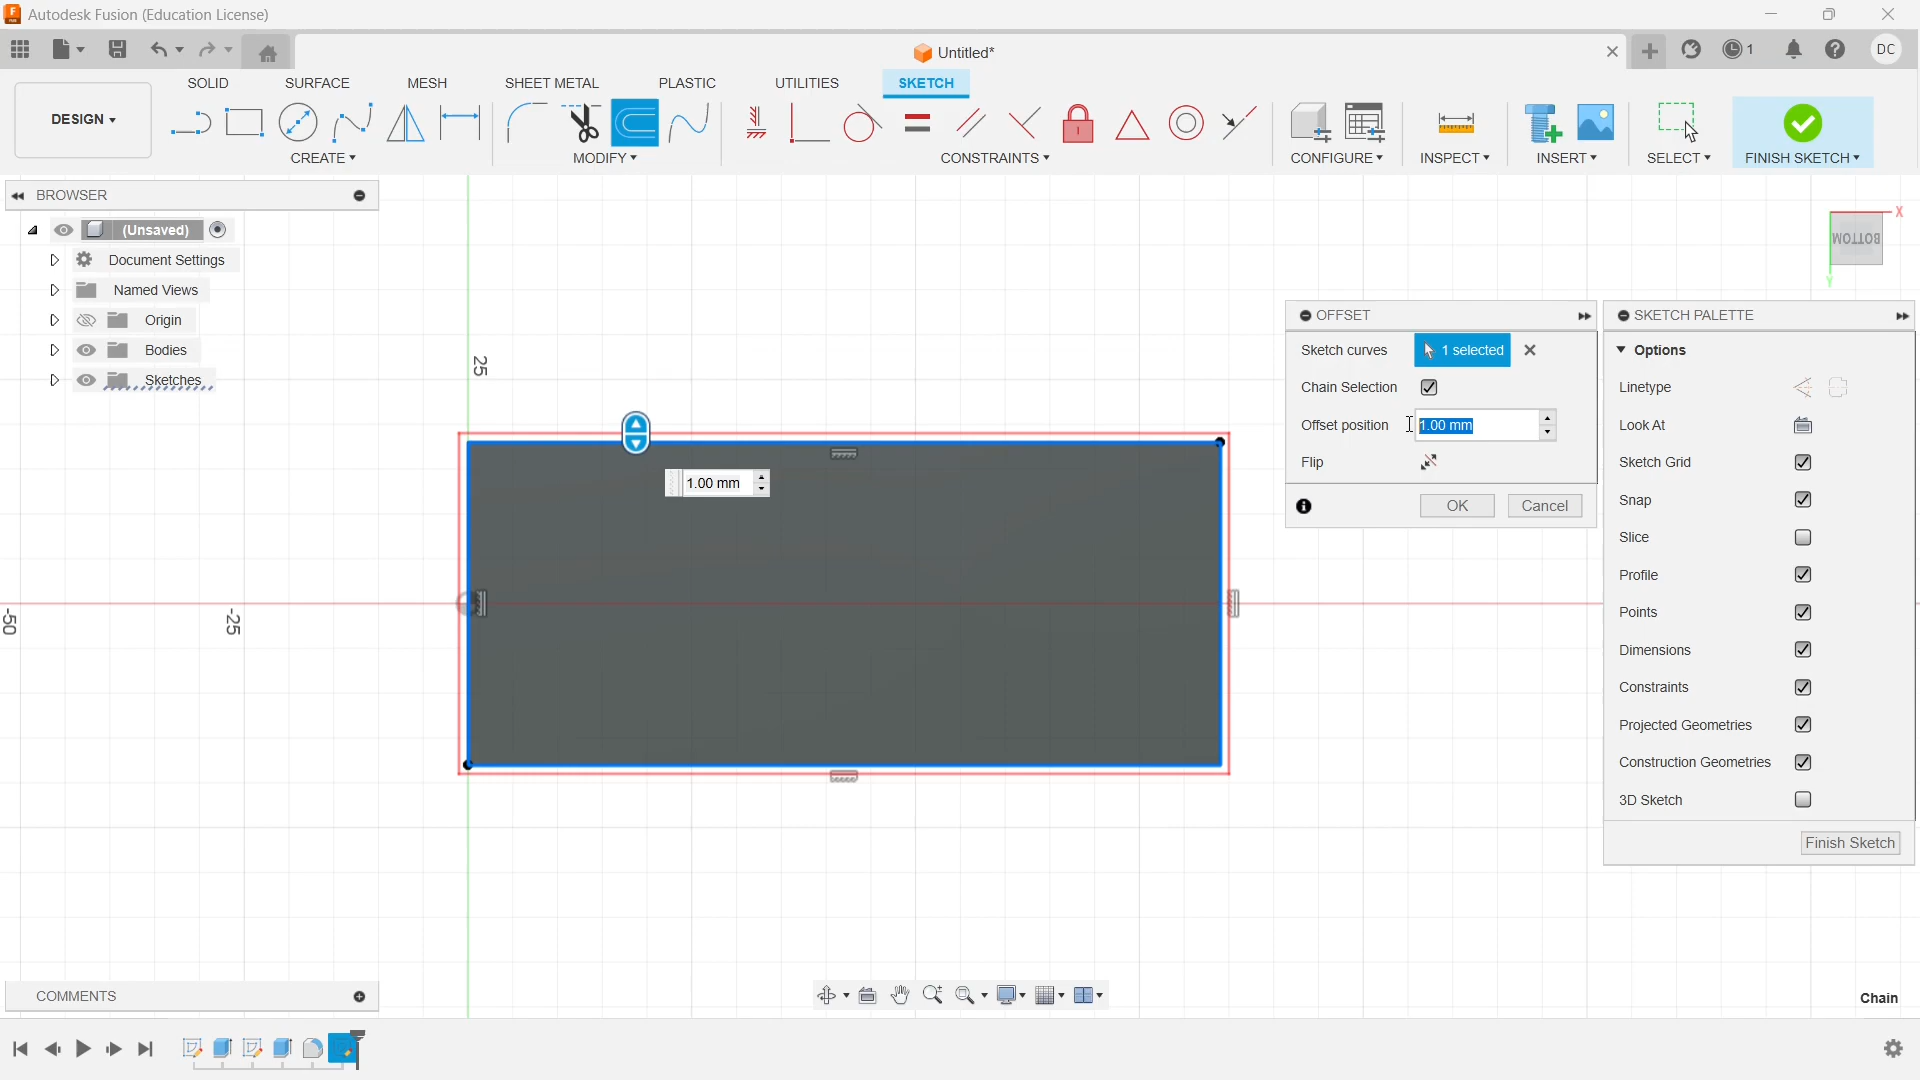 Autodesk Fusion (Education License)
Untitled*
1
DC
SOLID
SURFACE
MESH
SHEET METAL
PLASTIC
UTILITIES
SKETCH
DESIGN
CREATE
MODIFY
CONSTRAINTS
CONFIGURE
INSPECT
INSERT
SELECT
FINISH SKETCH
BROWSER
(Unsaved)
Document Settings
Named Views
Origin
Bodies
Sketches
X
BOTTOM
Y
OFFSET
Sketch curves
1 selected
Chain Selection
Offset position
1.00 mm
Flip
OK
Cancel
SKETCH PALETTE
Options
Linetype
Look At
Sketch Grid
Snap
Slice
Profile
Points
Dimensions
Constraints
Projected Geometries
Construction Geometries
3D Sketch
Finish Sketch
25
1.00 mm
-50
-25
COMMENTS
Chain